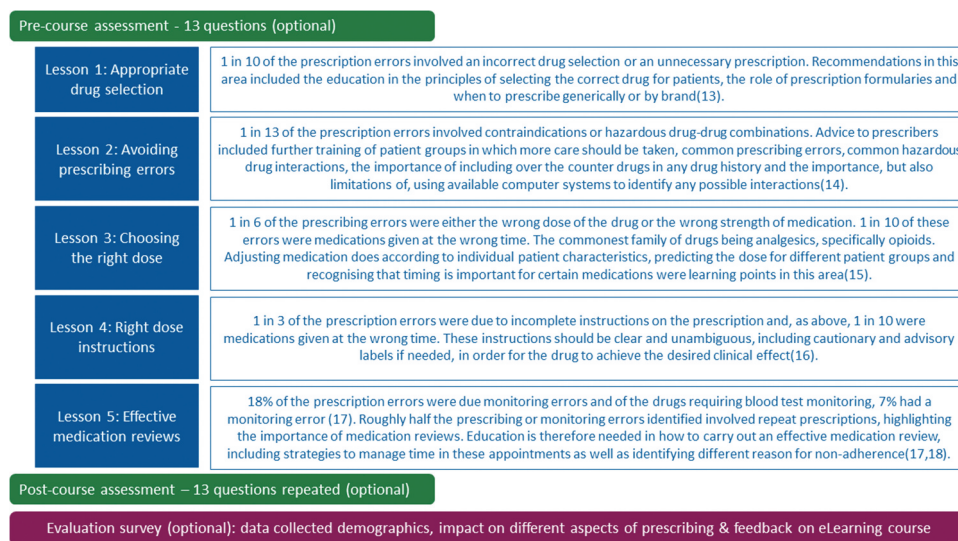 Pre-course assessment - 13 questions (optional)
Lesson 1: Appropriate
drug selection
1 in 10 of the prescription errors involved an incorrect drug selection or an unnecessary prescription. Recommendations in this
area included the education in the principles of selecting the correct drug for patients, the role of prescription formularies and
when to prescribe generically or by brand(13).
Lesson 2: Avoiding
prescribing errors
1 in 13 of the prescription errors involved contraindications or hazardous drug-drug combinations. Advice to prescribers
included further training of patient groups in which more care should be taken, common prescribing errors, common hazardous
drug interactions, the importance of including over the counter drugs in any drug history and the importance, but also
limitations of, using available computer systems to identify any possible interactions(14).
Lesson 3: Choosing
the right dose
1 in 6 of the prescribing errors were either the wrong dose of the drug or the wrong strength of medication. 1 in 10 of these
errors were medications given at the wrong time. The commonest family of drugs being analgesics, specifically opioids.
Adjusting medication does according to individual patient characteristics, predicting the dose for different patient groups and
recognising that timing is important for certain medications were learning points in this area(15).
Lesson 4: Right dose
instructions
1 in 3 of the prescription errors were due to incomplete instructions on the prescription and, as above, 1 in 10 were
medications given at the wrong time. These instructions should be clear and unambiguous, including cautionary and advisory
labels if needed, in order for the drug to achieve the desired clinical effect(16).
Lesson 5: Effective
medication reviews
18% of the prescription errors were due monitoring errors and of the drugs requiring blood test monitoring, 7% had a
monitoring error (17). Roughly half the prescribing or monitoring errors identified involved repeat prescriptions, highlighting
the importance of medication reviews. Education is therefore needed in how to carry out an effective medication review,
including strategies to manage time in these appointments as well as identifying different reason for non-adherence(17,18).
Post-course assessment – 13 questions repeated (optional)
Evaluation survey (optional): data collected demographics, impact on different aspects of prescribing & feedback on eLearning course